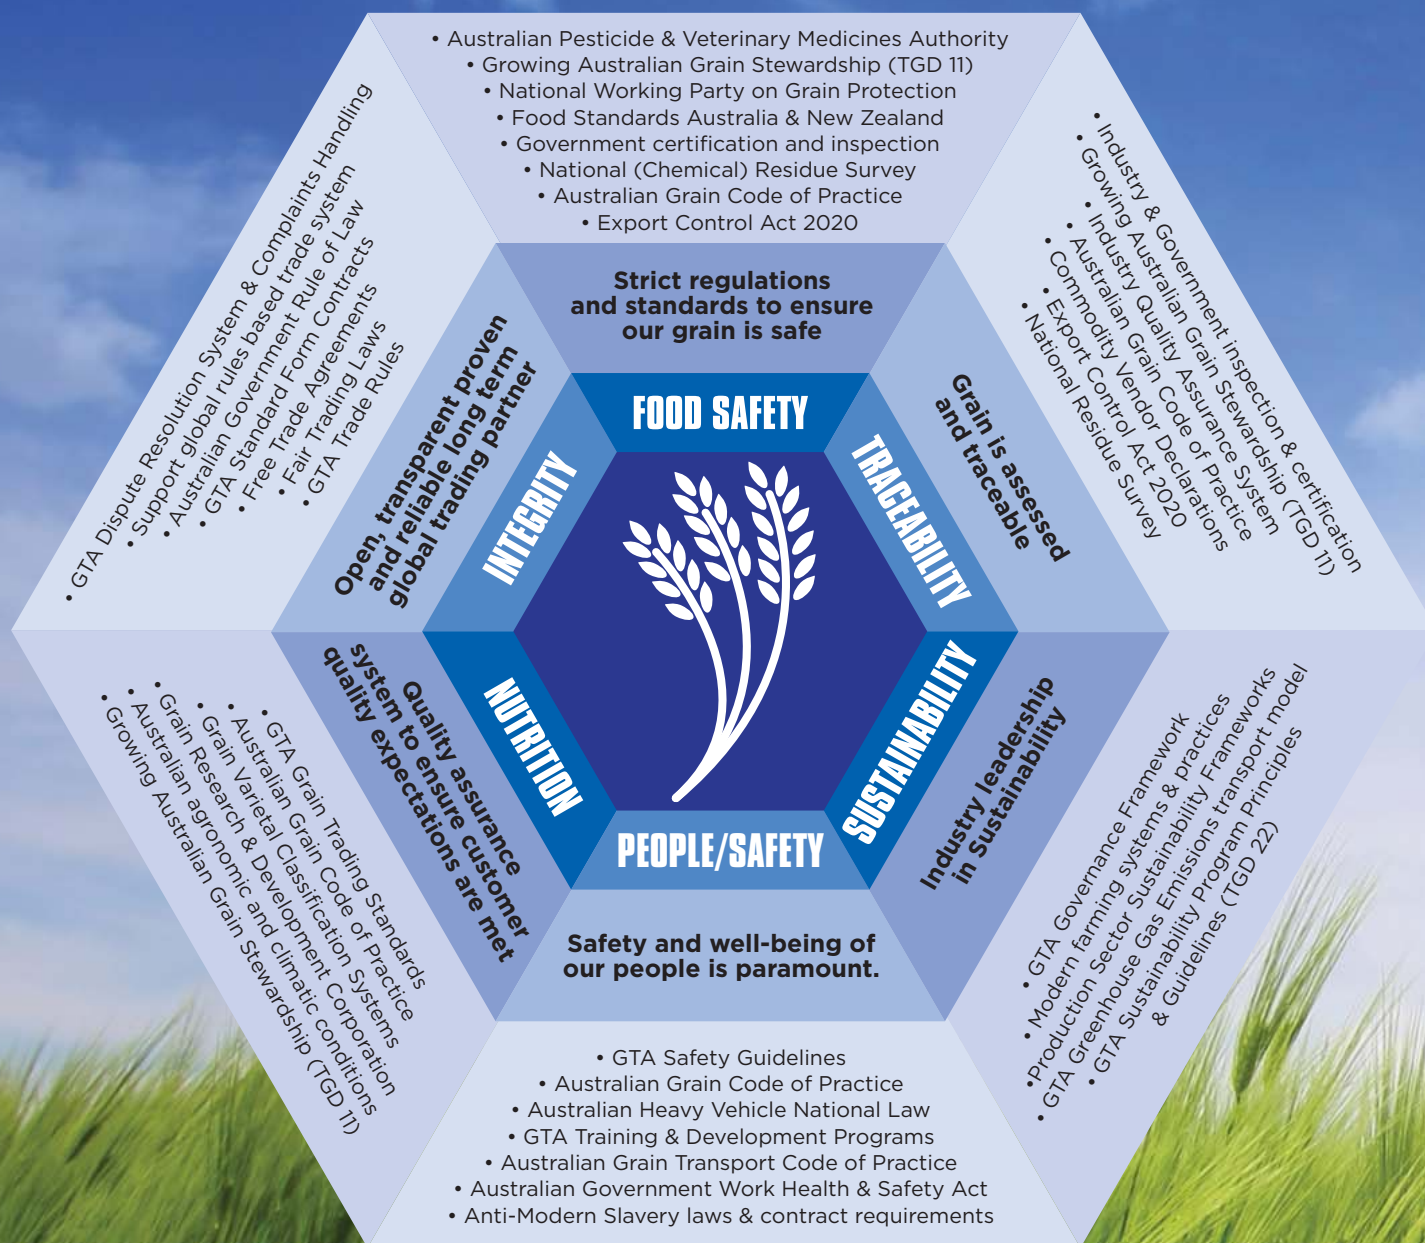 • Australian Pesticide & Veterinary Medicines Authority
• Growing Australian Grain Stewardship (TGD 11)
• National Working Party on Grain Protection
• Food Standards Australia & New Zealand
• Government certification and inspection
• National (Chemical) Residue Survey
• Australian Grain Code of Practice
• Export Control Act 2020
Strict regulations
and standards to ensure
our grain is safe
FOOD SAFETY
• Industry & Government inspection & certification
• Growing Australian Grain Stewardship (TGD 11)
• Industry Quality Assurance System
• Australian Grain Code of Practice
• Commodity Vendor Declarations
• Export Control Act 2020
• National Residue Survey
Grain is assessed
and traceable
TRACEABILITY
SUSTAINABILITY
Industry leadership
in Sustainability
• GTA Governance Framework
• Modern farming systems & practices
•Production Sector Sustainability Frameworks
• GTA Greenhouse Gas Emissions transport model
• GTA Sustainability Program Principles
& Guidelines (TGD 22)
PEOPLE/SAFETY
Safety and well-being of
our people is paramount.
• GTA Safety Guidelines
• Australian Grain Code of Practice
• Australian Heavy Vehicle National Law
• GTA Training & Development Programs
• Australian Grain Transport Code of Practice
• Australian Government Work Health & Safety Act
• Anti-Modern Slavery laws & contract requirements
NUTRITION
Quality assurance
system to ensure customer
quality expectations are met
• GTA Grain Trading Standards
• Australian Grain Code of Practice
• Grain Varietal Classification Systems
• Grain Research & Development Corporation
• Australian agronomic and climatic conditions
• Growing Australian Grain Stewardship (TGD 11)
INTEGRITY
Open, transparent proven
and reliable long term
global trading partner
• GTA Dispute Resolution System & Complaints Handling
• Support global rules based trade system
• Australian Government Rule of Law
• GTA Standard Form Contracts
• Free Trade Agreements
• Fair Trading Laws
• GTA Trade Rules